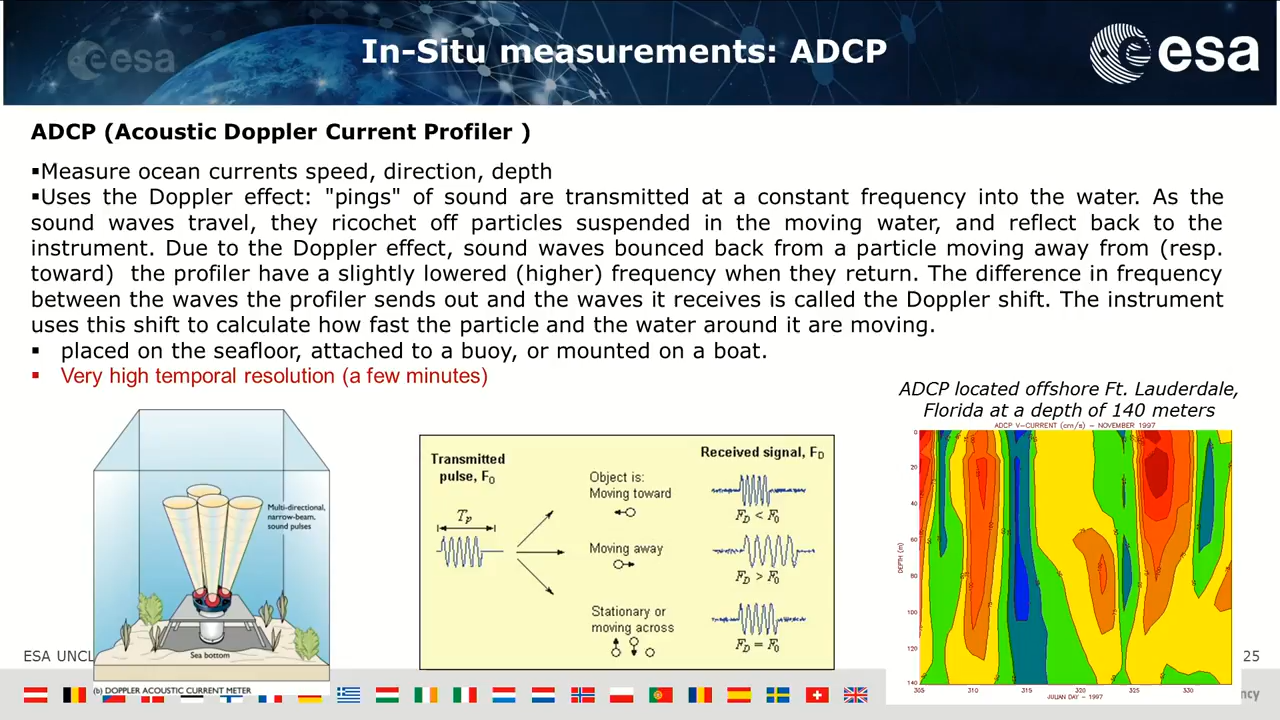 esa
In-Situ measurements: ADCP
esa
ADCP (Acoustic Doppler Current Profiler )
▪Measure ocean currents speed, direction, depth
▪Uses the Doppler effect: "pings" of sound are transmitted at a constant frequency into the water. As the
sound waves travel, they ricochet off particles suspended in the moving water, and reflect back to the
instrument. Due to the Doppler effect, sound waves bounced back from a particle moving away from (resp.
toward) the profiler have a slightly lowered (higher) frequency when they return. The difference in frequency
between the waves the profiler sends out and the waves it receives is called the Doppler shift. The instrument
uses this shift to calculate how fast the particle and the water around it are moving.
▪ placed on the seafloor, attached to a buoy, or mounted on a boat.
▪ Very high temporal resolution (a few minutes)
Multi-directional,
narrow-beam,
sound pulses
Sea bottom
(b) DOPPLER ACOUSTIC CURRENT METER
Transmitted
pulse, F0
Tp
Object is:
Moving toward
Moving away
Stationary or
moving across
Received signal, FD
FD < F0
FD > F0
FD = F0
ADCP located offshore Ft. Lauderdale,
Florida at a depth of 140 meters
ADCP V-CURRENT (cm/s) - NOVEMBER 1997
DEPTH (m)
0
20
40
60
80
100
120
140
305 310 315 320 325 330
JULIAN DAY - 1997
ESA UNCL
25
ncy